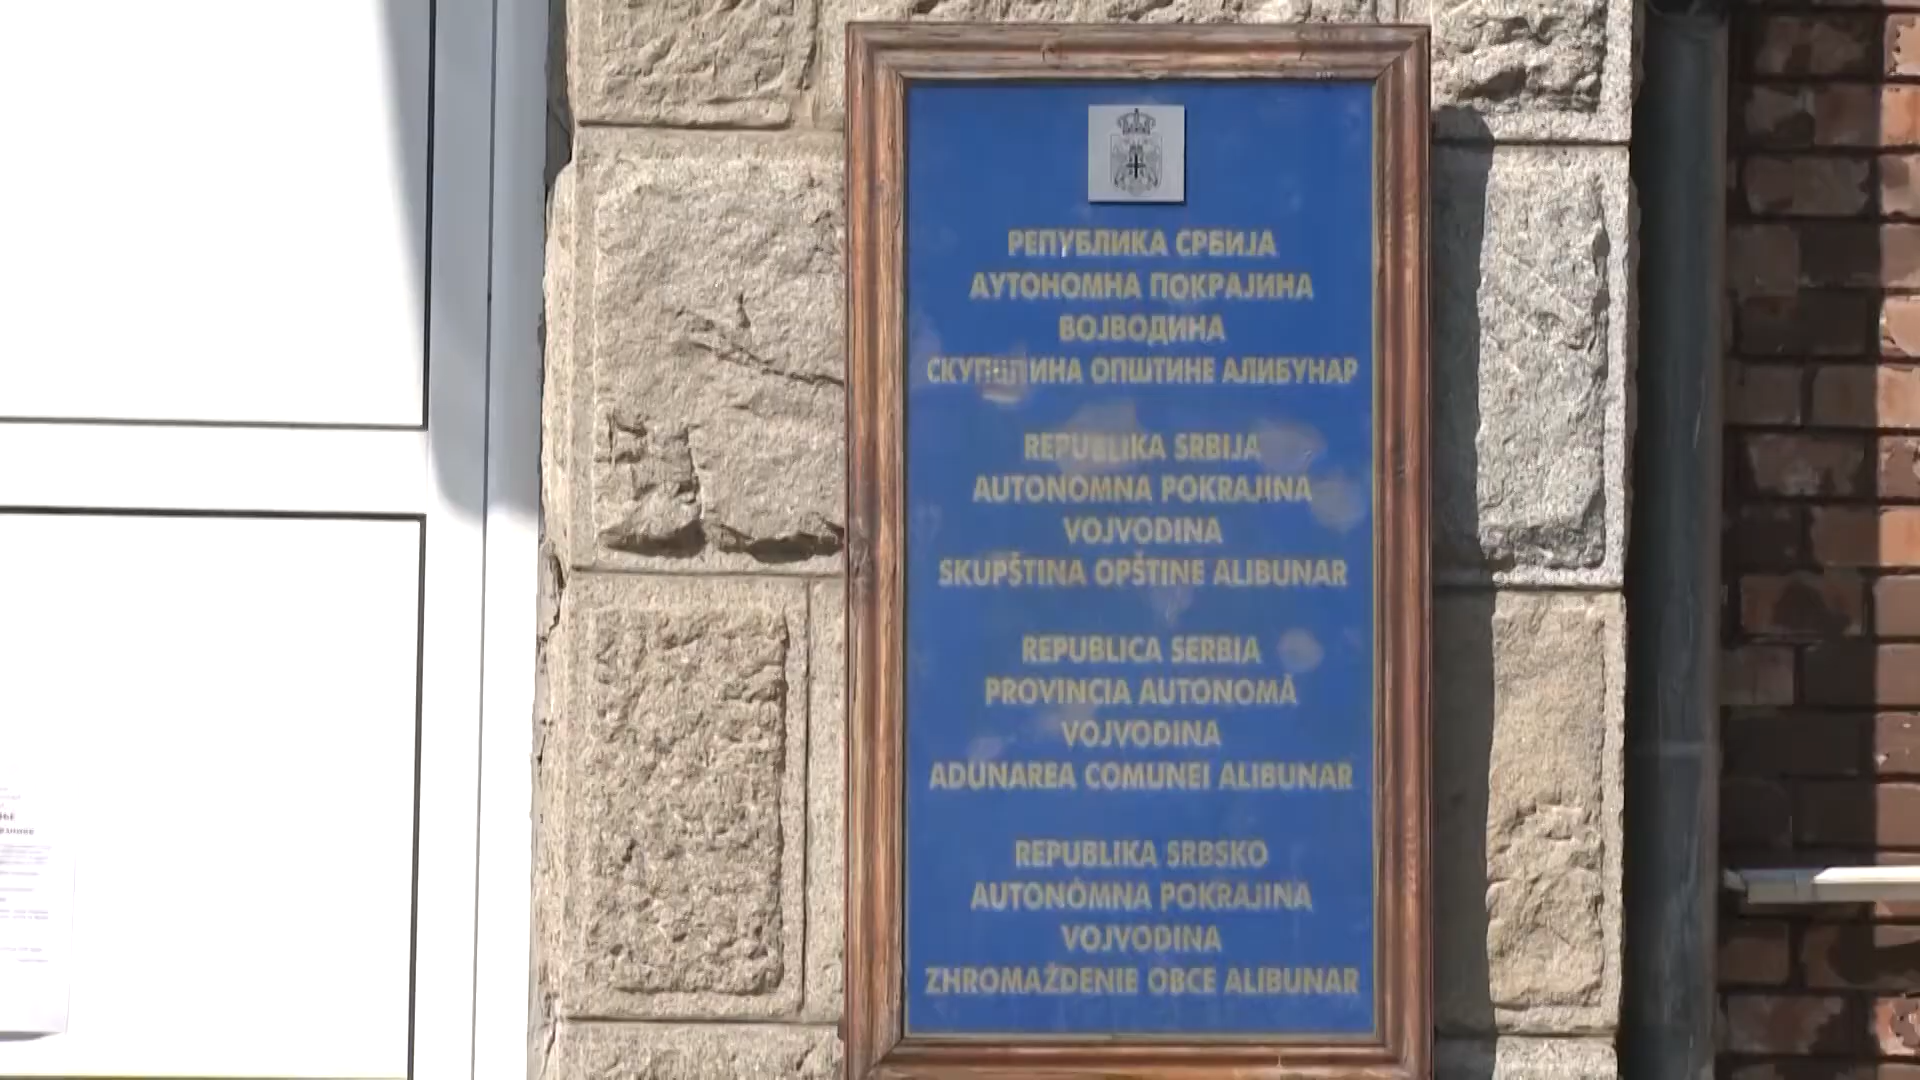 РЕПУБЛИКА СРБИЈА
АУТОНОМНА ПОКРАЈИНА
ВОЈВОДИНА
СКУПШТИНА ОПШТИНЕ АЛИБУНАР
REPUBLIKA SRBIJA
AUTONOMNA POKRAJINA
VOJVODINA
SKUPŠTINA OPŠTINE ALIBUNAR
REPUBLICA SERBIA
PROVINCIA AUTONOMĂ
VOJVODINA
ADUNAREA COMUNEI ALIBUNAR
REPUBLIKA SRBSKO
AUTONÓMNA POKRAJINA
VOJVODINA
ZHROMAŽDENIE OBCE ALIBUNAR